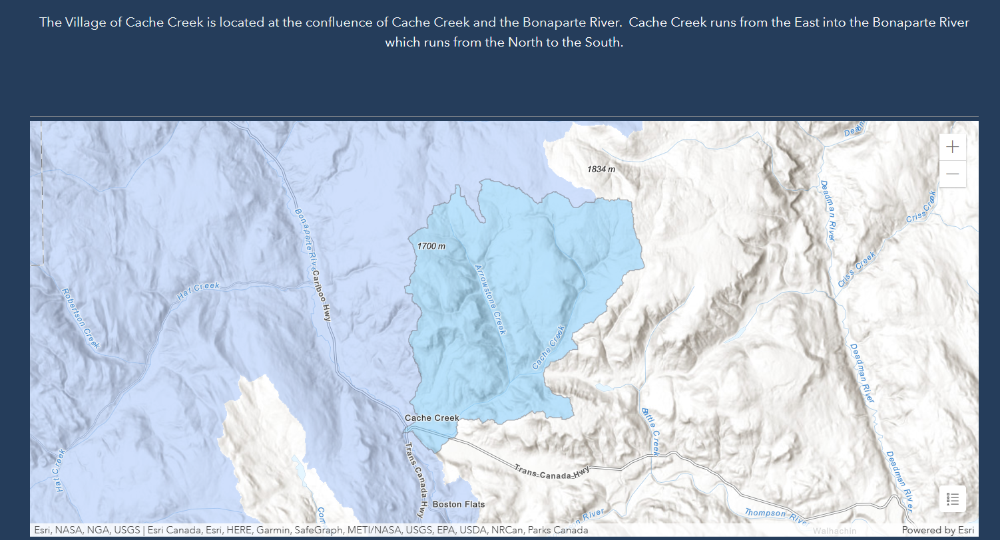 The Village of Cache Creek is located at the confluence of Cache Creek and the Bonaparte River.  Cache Creek runs from the East into the Bonaparte River
which runs from the North to the South.
1834 m
Deadman River
Criss Creek
Bonaparte Riv
1700 m
Criss Creek
Arrowstone Creek
Cariboo Hwy
Hat Creek
Robertson Creek
Cache Creek
Deadman River
Cache Creek
Battle Creek
Trans-Canada Hwy
Trans-Canada Hwy
Hat Creek
Deadman River
Boston Flats
River
Thompson Rive
Walhachin
Esri, NASA, NGA, USGS | Esri Canada, Esri, HERE, Garmin, SafeGraph, METI/NASA, USGS, EPA, USDA, NRCan, Parks Canada
Powered by Esri